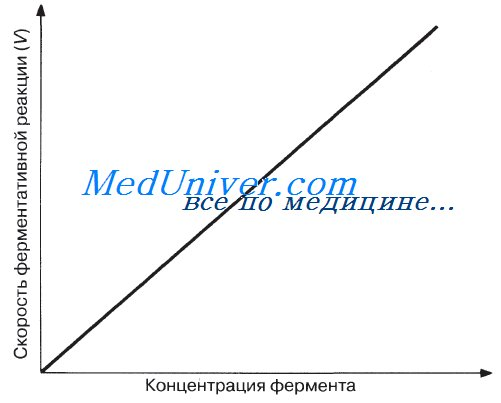 Скорость ферментативной реакции (V)
MedUniver.com
все по медицине...
Концентрация фермента